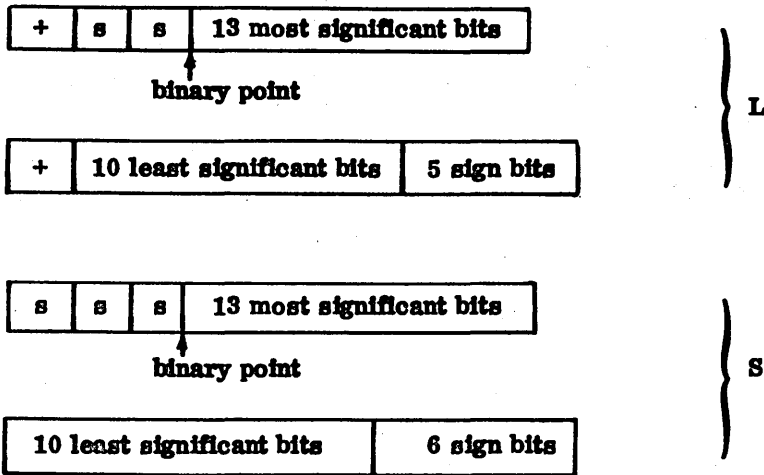 + s s 13 most significant bits
binary point
L
+ 10 least significant bits 5 sign bits
s s s 13 most significant bits
binary point
S
10 least significant bits 6 sign bits